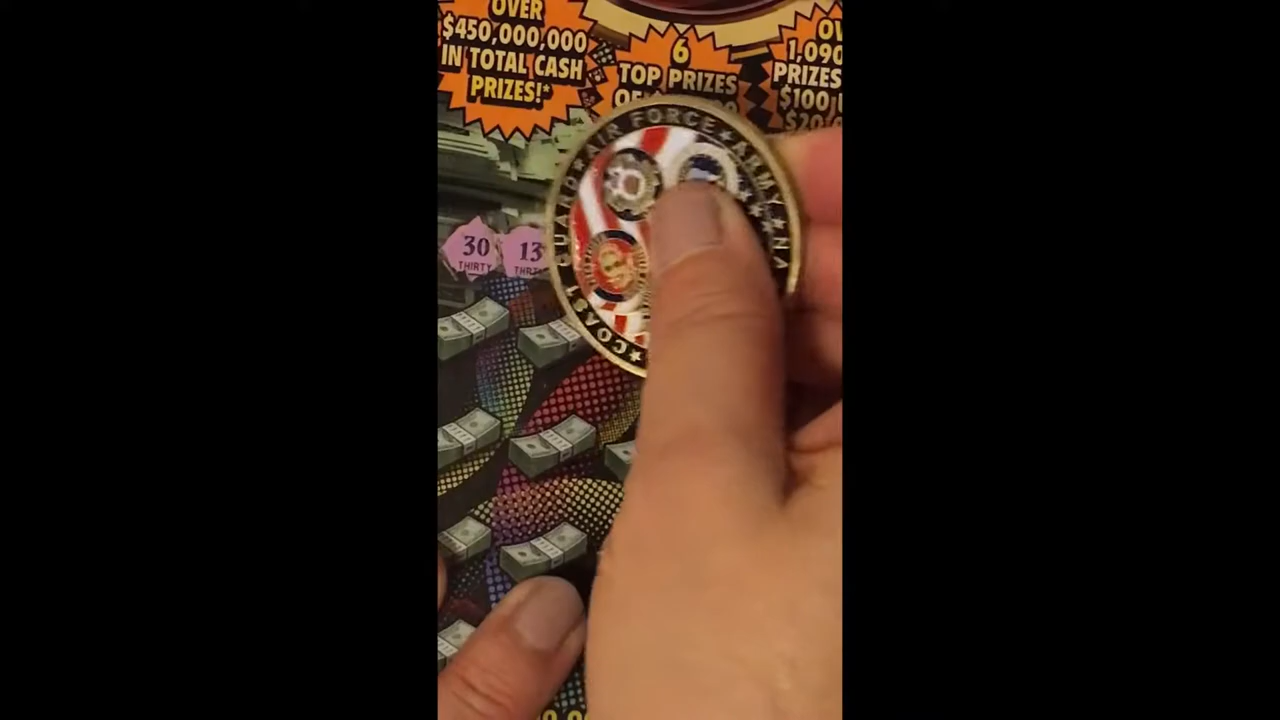 OVER
$450,000,000
IN TOTAL CASH
PRIZES!*
6
TOP PRIZES
1,090
PRIZES
$100
COAST GUARD ★ AIR FORCE ★ ARMY ★ NA
30
THIRTY
13